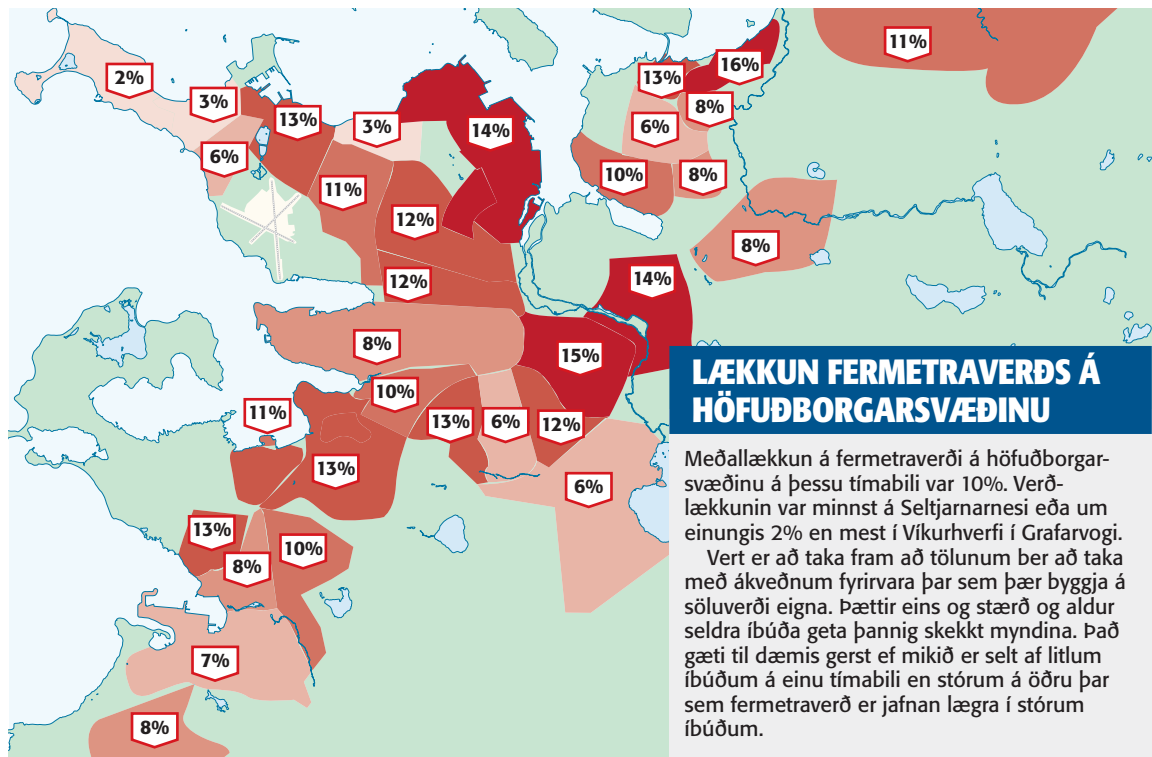 11%
16%
13%
2%
3%
8%
13%
3%
6%
14%
6%
10%
8%
11%
12%
8%
14%
12%
8%
15%
10%
11%
13%
6%
12%
13%
6%
13%
10%
8%
7%
8%
LÆKKUN FERMETRAVERÐS Á
HÖFUÐBORGARSVÆÐINU
Meðallækkun á fermetraverði á höfuðborgar-
svæðinu á þessu tímabili var 10%. Verð-
lækkunin var minnst á Seltjarnarnesi eða um
einungis 2% en mest í Víkurhverfi í Grafarvogi.
Vert er að taka fram að tölunum ber að taka
með ákveðnum fyrirvara þar sem þær byggja á
söluverði eigna. Þættir eins og stærð og aldur
seldra íbúða geta þannig skekkt myndina. Það
gæti til dæmis gerst ef mikið er selt af litlum
íbúðum á einu tímabili en stórum á öðru þar
sem fermetraverð er jafnan lægra í stórum
íbúðum.